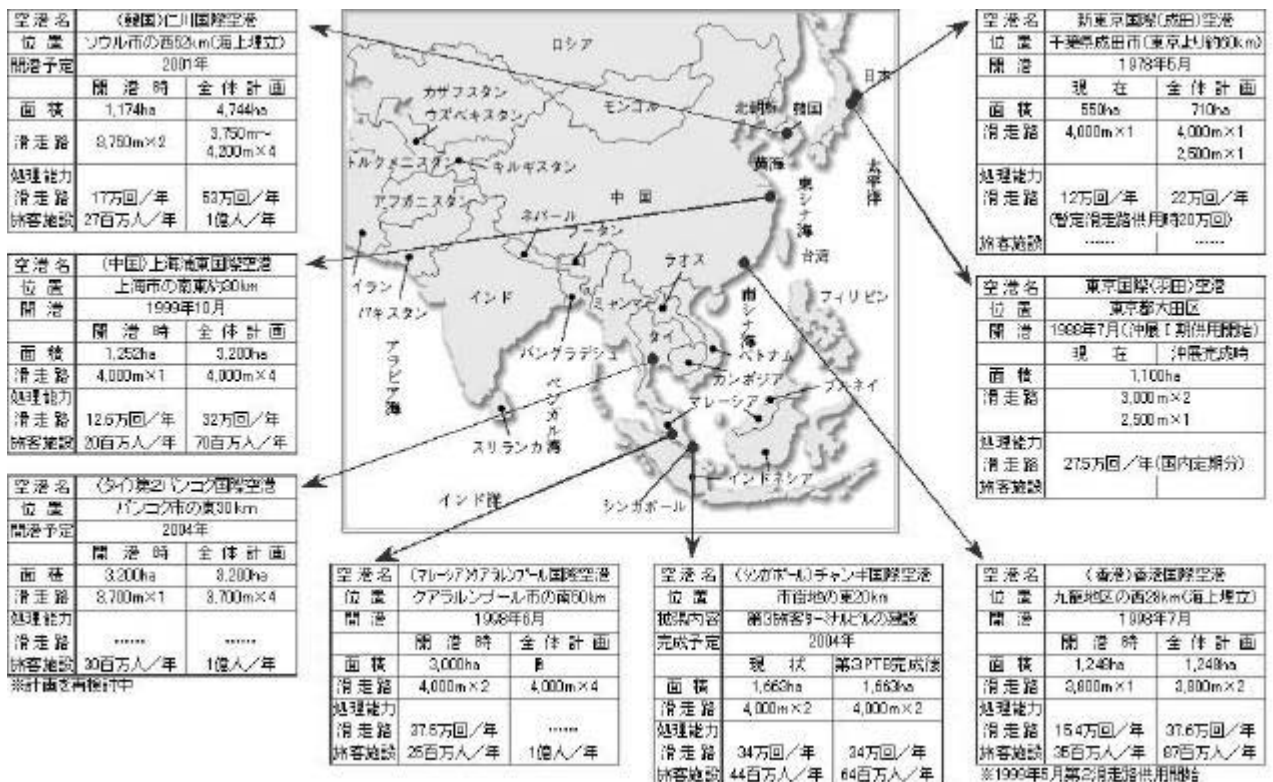 空港名 (韓国)仁川国際空港
位置 ソウル市の西52km(海上埋立)
開港予定 2001年
開港時 全体計画
面積 1,174ha 4,744ha
滑走路 3,750m×2 3,750m～
4,200m×4
処理能力
滑走路 17万回／年 53万回／年
旅客施設 27百万人／年 1億人／年
空港名 (中国)上海浦東国際空港
位置 上海市の南東約30km
開港 1999年10月
開港時 全体計画
面積 1,252ha 3,200ha
滑走路 4,000m×1 4,000m×4
処理能力
滑走路 12.6万回／年 32万回／年
旅客施設 20百万人／年 70百万人／年
空港名 (タイ)第2バンコク国際空港
位置 バンコク市の東30km
開港予定 2004年
開港時 全体計画
面積 3,200ha 3,200ha
滑走路 3,700m×1 3,700m×4
処理能力
滑走路 …… ……
旅客施設 30百万人／年 1億人／年
※計画を再検討中
ロシア
カザフスタン
ウズベキスタン
モンゴル
北朝鮮
韓国
日本
トルクメニスタン
キルギスタン
黄海
太平洋
アフガニスタン
中国
東シナ海
ネパール
ブータン
台湾
イラン
パキスタン
インド
ミャンマー
ラオス
タイ
南シナ海
フィリピン
アラビア海
バングラデシュ
ベトナム
カンボジア
ブルネイ
ベンガル湾
マレーシア
スリランカ
インド洋
シンガポール
インドネシア
空港名 新東京国際(成田)空港
位置 千葉県成田市(東京より約60km)
開港 1978年5月
現在 全体計画
面積 550ha 710ha
滑走路 4,000m×1 4,000m×1
2,500m×1
処理能力
滑走路 12万回／年 22万回／年
(暫定滑走路供用時20万回)
旅客施設 …… ……
空港名 東京国際(羽田)空港
位置 東京都大田区
開港 1988年7月(沖展Ⅰ期供用開始)
現在 沖展完成時
面積 1,100ha
滑走路 3,000m×2
2,500m×1
処理能力
滑走路 27.5万回／年(国内定期分)
旅客施設
空港名 (マレーシア)クアラルンプール国際空港
位置 クアラルンプール市の南50km
開港 1998年6月
開港時 全体計画
面積 3,000ha
滑走路 4,000m×2 4,000m×4
処理能力
滑走路 37.5万回／年 ……
旅客施設 25百万人／年 1億人／年
空港名 (シンガポール)チャンギ国際空港
位置 市街地の東20km
拡張内容 第3旅客ターミナルビルの建設
完成予定 2004年
現状 第3PTB完成後
面積 1,663ha 1,663ha
滑走路 4,000m×2 4,000m×2
処理能力
滑走路 34万回／年 34万回／年
旅客施設 44百万人／年 64百万人／年
空港名 (香港)香港国際空港
位置 九龍地区の西28km(海上埋立)
開港 1998年7月
開港時 全体計画
面積 1,248ha 1,248ha
滑走路 3,800m×1 3,800m×2
処理能力
滑走路 15.4万回／年 37.6万回／年
旅客施設 35百万人／年 87百万人／年
※1999年5月第2滑走路供用開始